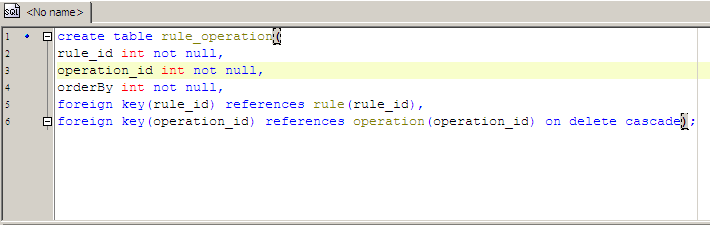 SQL <No name>
1 create table rule_operation(
2 rule_id int not null,
3 operation_id int not null,
4 orderBy int not null,
5 foreign key(rule_id) references rule(rule_id),
6 foreign key(operation_id) references operation(operation_id) on delete cascade);